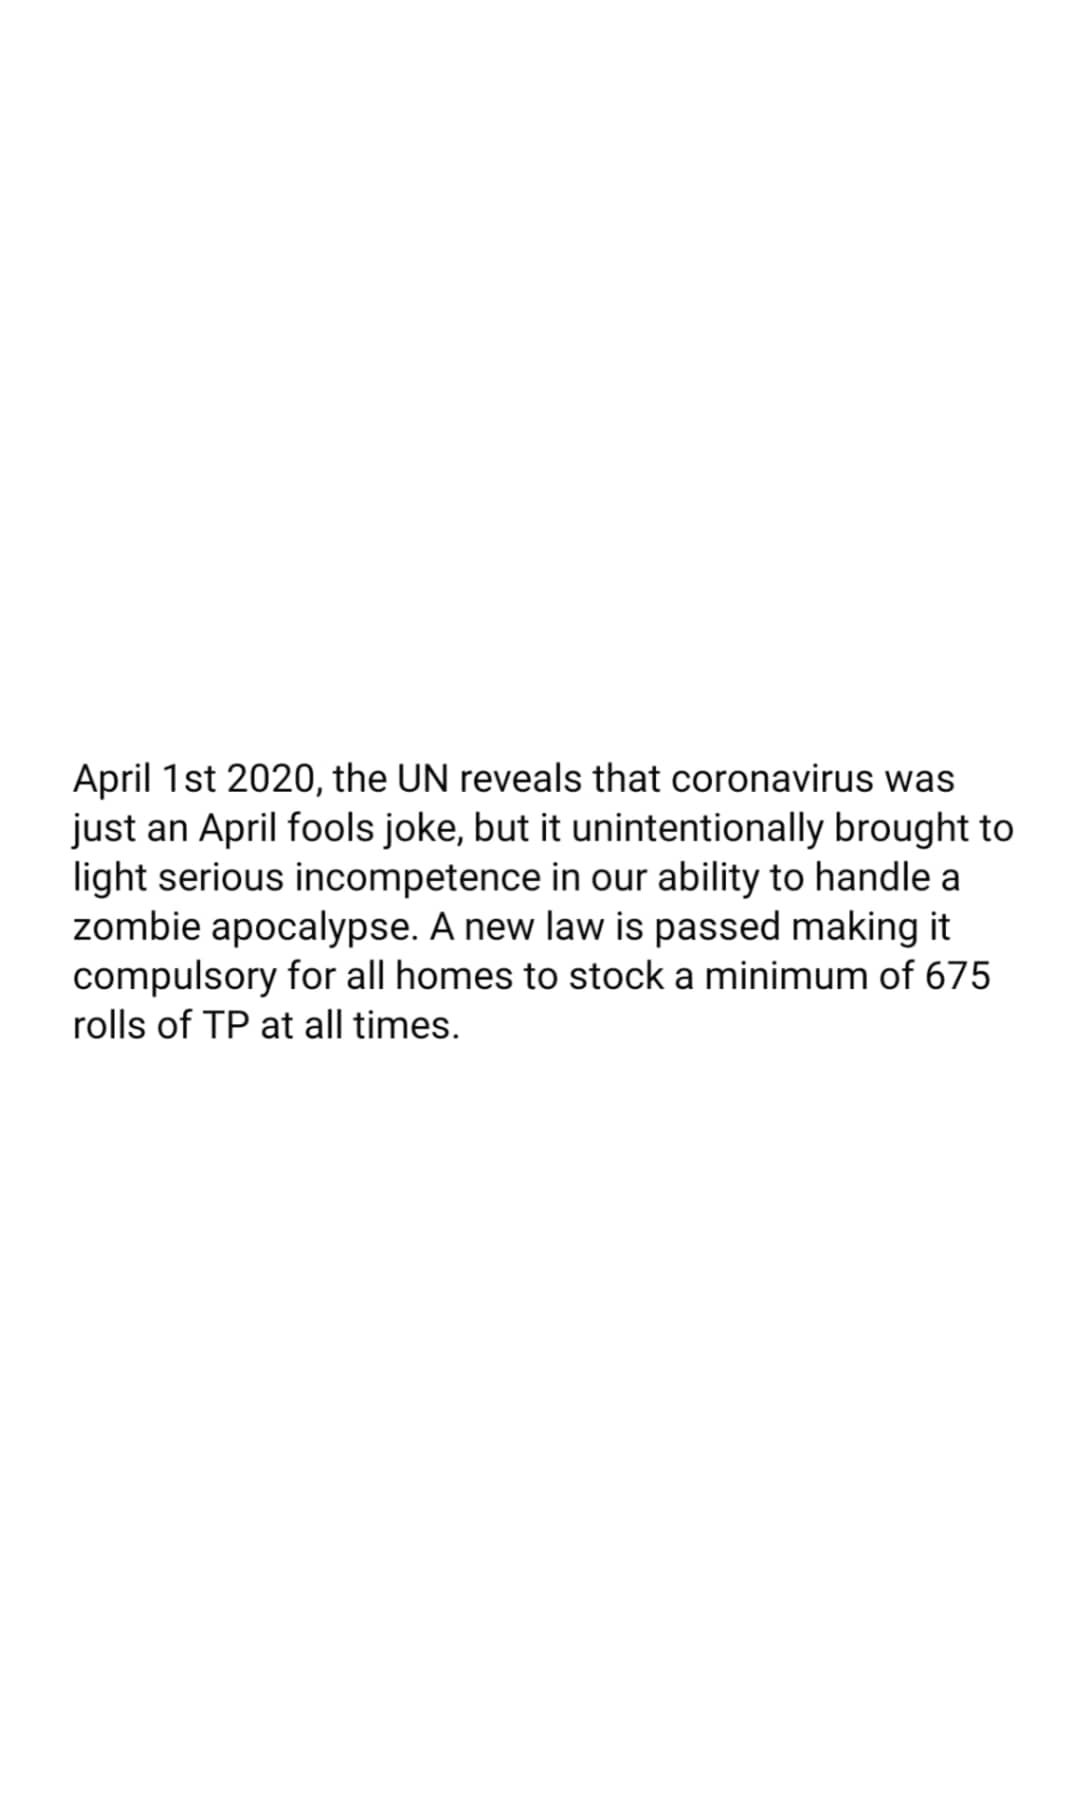 April 1st 2020, the UN reveals that coronavirus was
just an April fools joke, but it unintentionally brought to
light serious incompetence in our ability to handle a
zombie apocalypse. A new law is passed making it
compulsory for all homes to stock a minimum of 675
rolls of TP at all times.